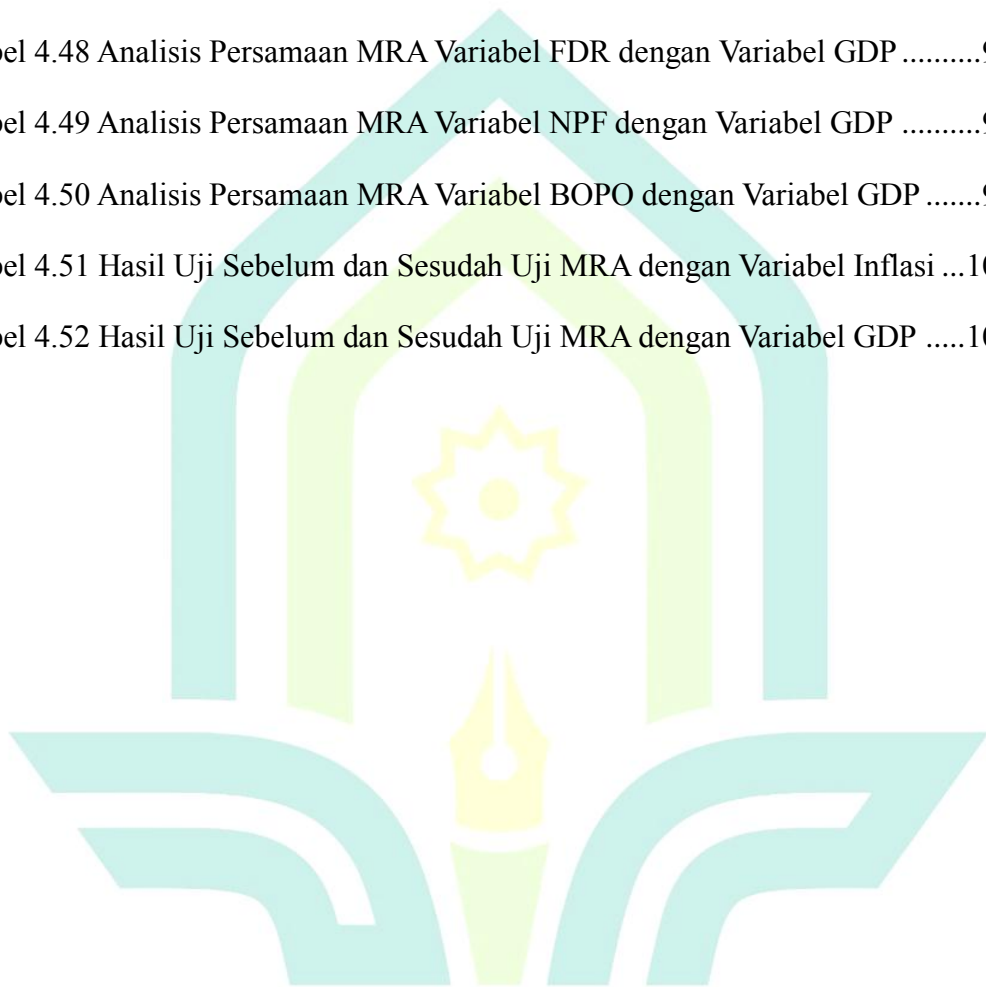 bel 4.48 Analisis Persamaan MRA Variabel FDR dengan Variabel GDP ..........9
bel 4.49 Analisis Persamaan MRA Variabel NPF dengan Variabel GDP ..........9
bel 4.50 Analisis Persamaan MRA Variabel BOPO dengan Variabel GDP .......9
bel 4.51 Hasil Uji Sebelum dan Sesudah Uji MRA dengan Variabel Inflasi ...10
bel 4.52 Hasil Uji Sebelum dan Sesudah Uji MRA dengan Variabel GDP .....10